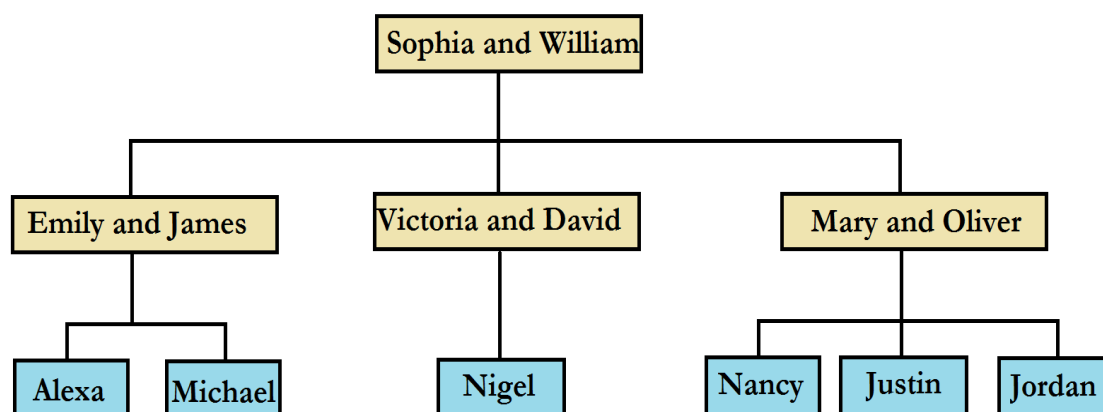 Sophia and William
Emily and James
Victoria and David
Mary and Oliver
Alexa
Michael
Nigel
Nancy
Justin
Jordan